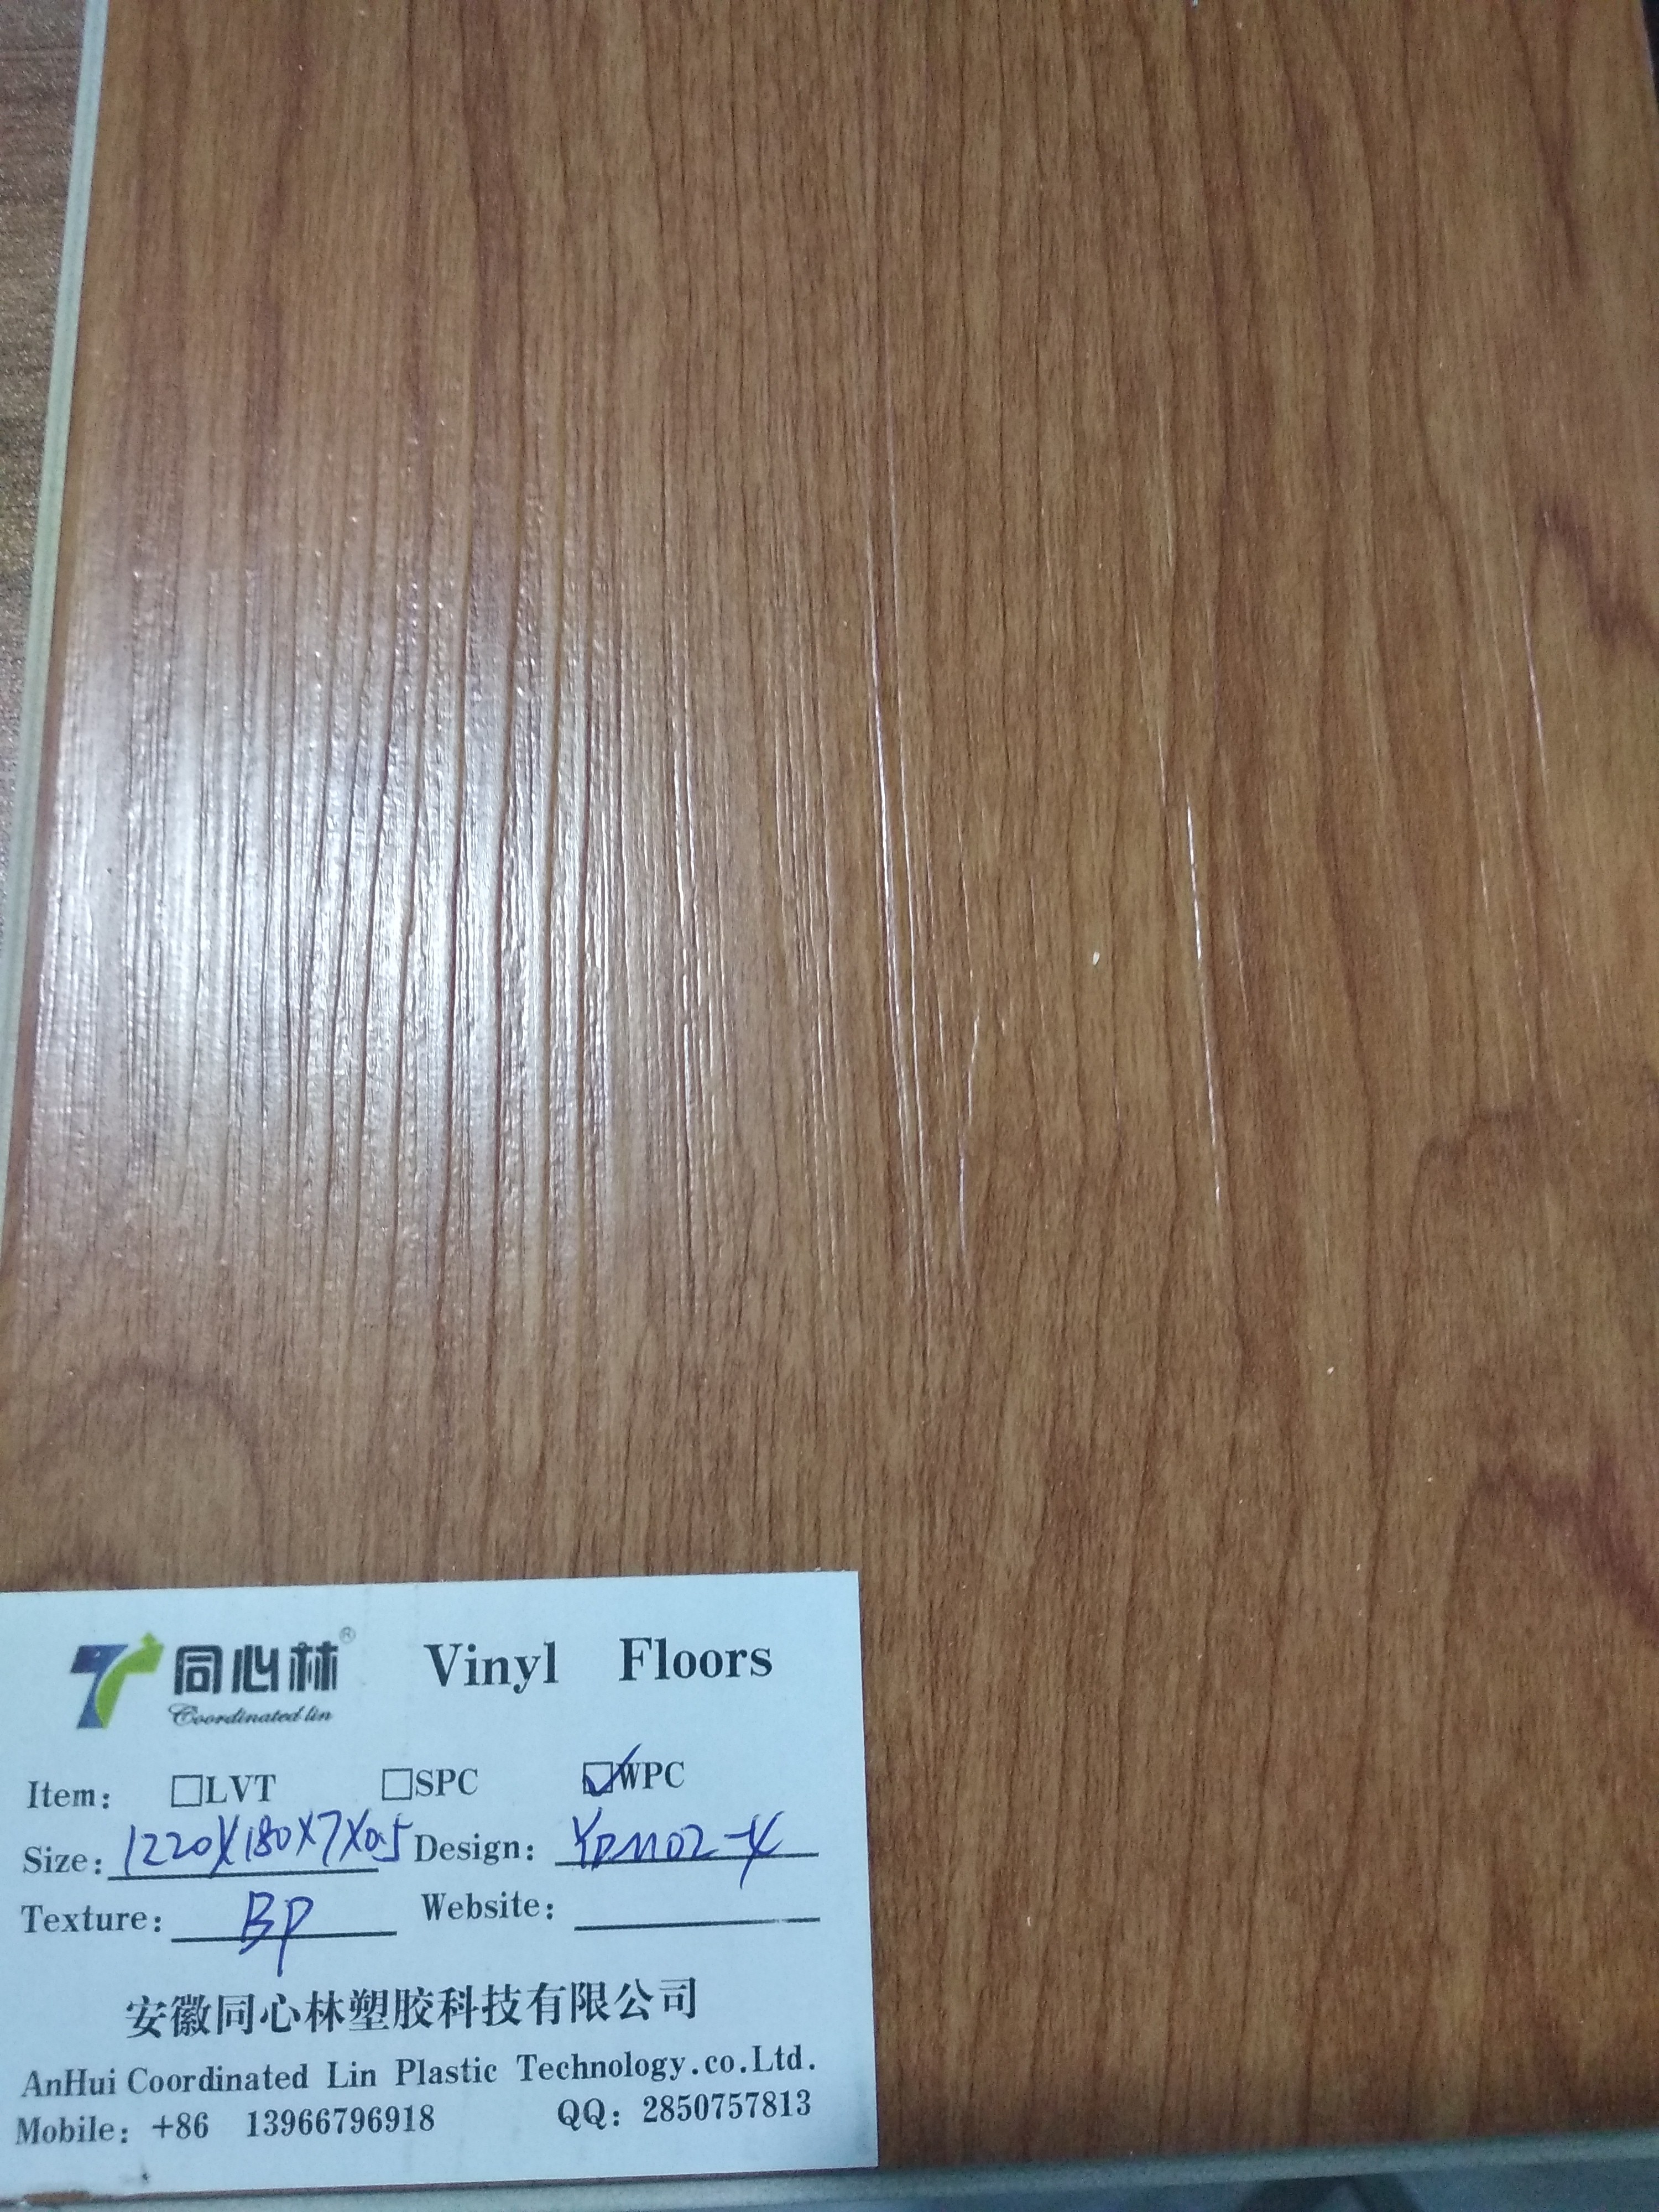 同心林® Vinyl Floors
Coordinated lin
Item: □LVT □SPC ☑WPC
Size: 1220X180X7X0.5 Design: YD1102-4
Texture: BP Website:
安徽同心林塑胶科技有限公司
AnHui Coordinated Lin Plastic Technology.co.Ltd.
Mobile: +86 13966796918 QQ: 2850757813